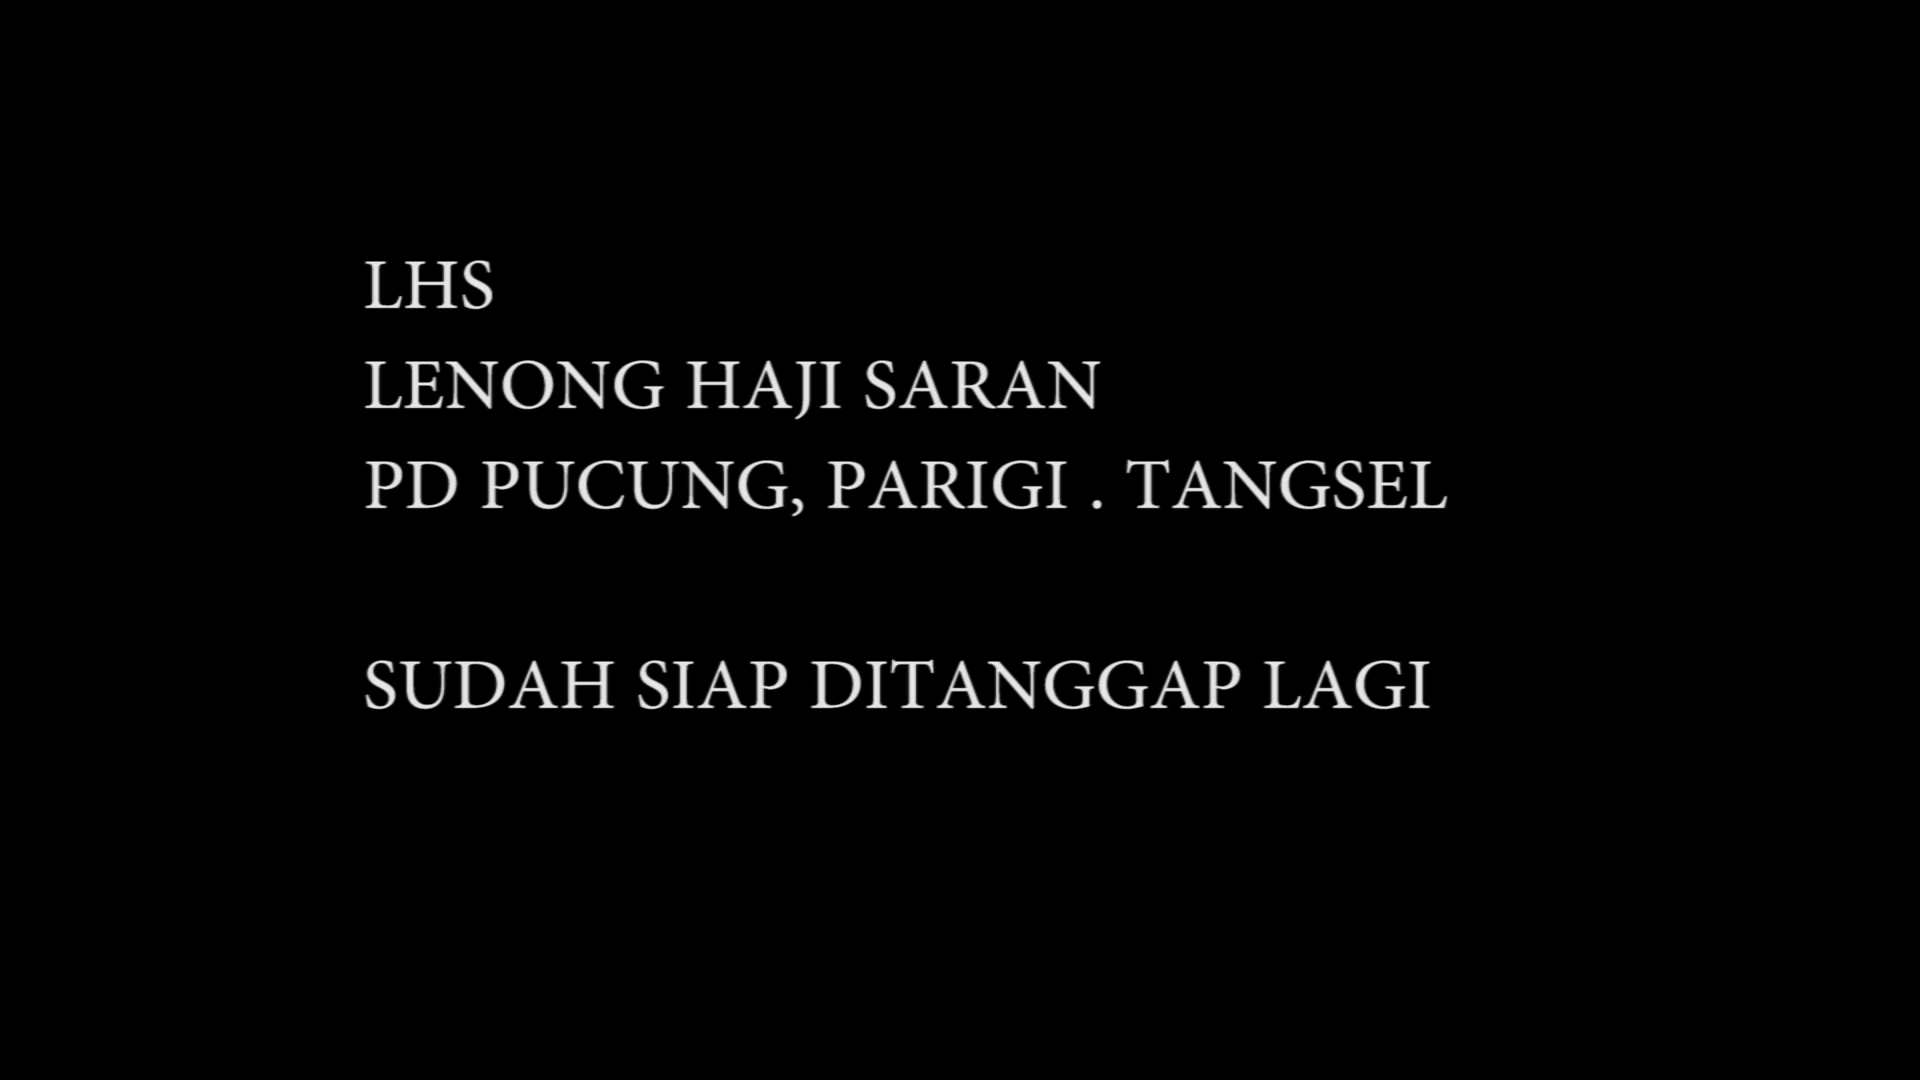 LHS
LENONG HAJI SARAN
PD PUCUNG, PARIGI . TANGSEL
SUDAH SIAP DITANGGAP LAGI